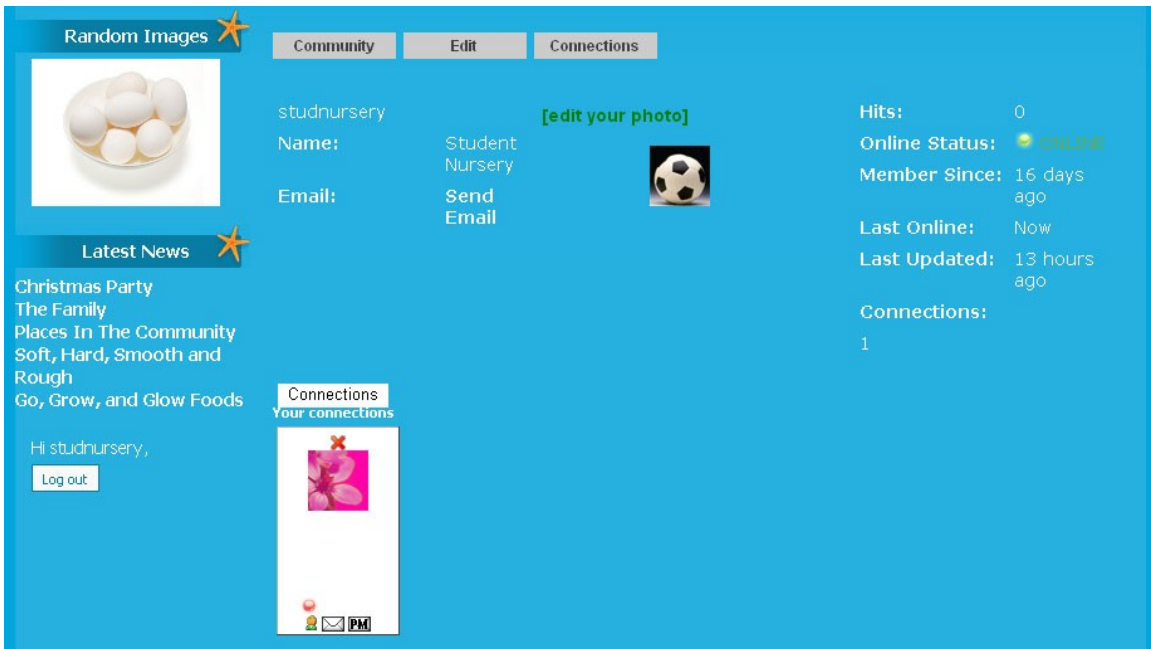 Random Images
Community
Edit
Connections
studnursery
[edit your photo]
Name:
Student
Nursery
Email:
Send
Email
Hits:
0
Online Status:
ONLINE
Member Since:
16 days
ago
Last Online:
Now
Last Updated:
13 hours
ago
Connections:
1
Latest News
Christmas Party
The Family
Places In The Community
Soft, Hard, Smooth and
Rough
Go, Grow, and Glow Foods
Hi studnursery,
Log out
Connections
Your connections
PM